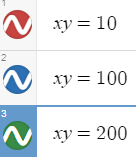 1
xy = 10
2
xy = 100
3
xy = 200